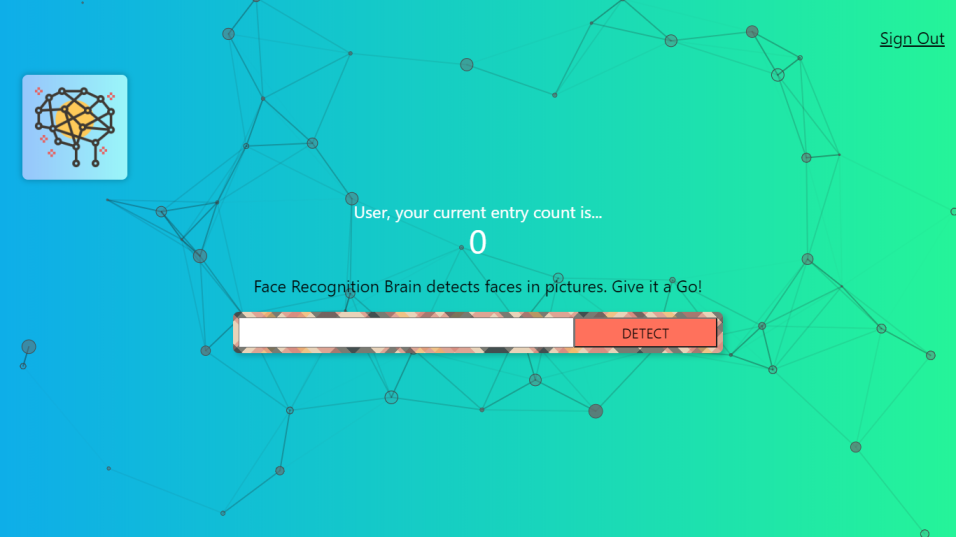 Sign Out
User, your current entry count is...
0
Face Recognition Brain detects faces in pictures. Give it a Go!
DETECT